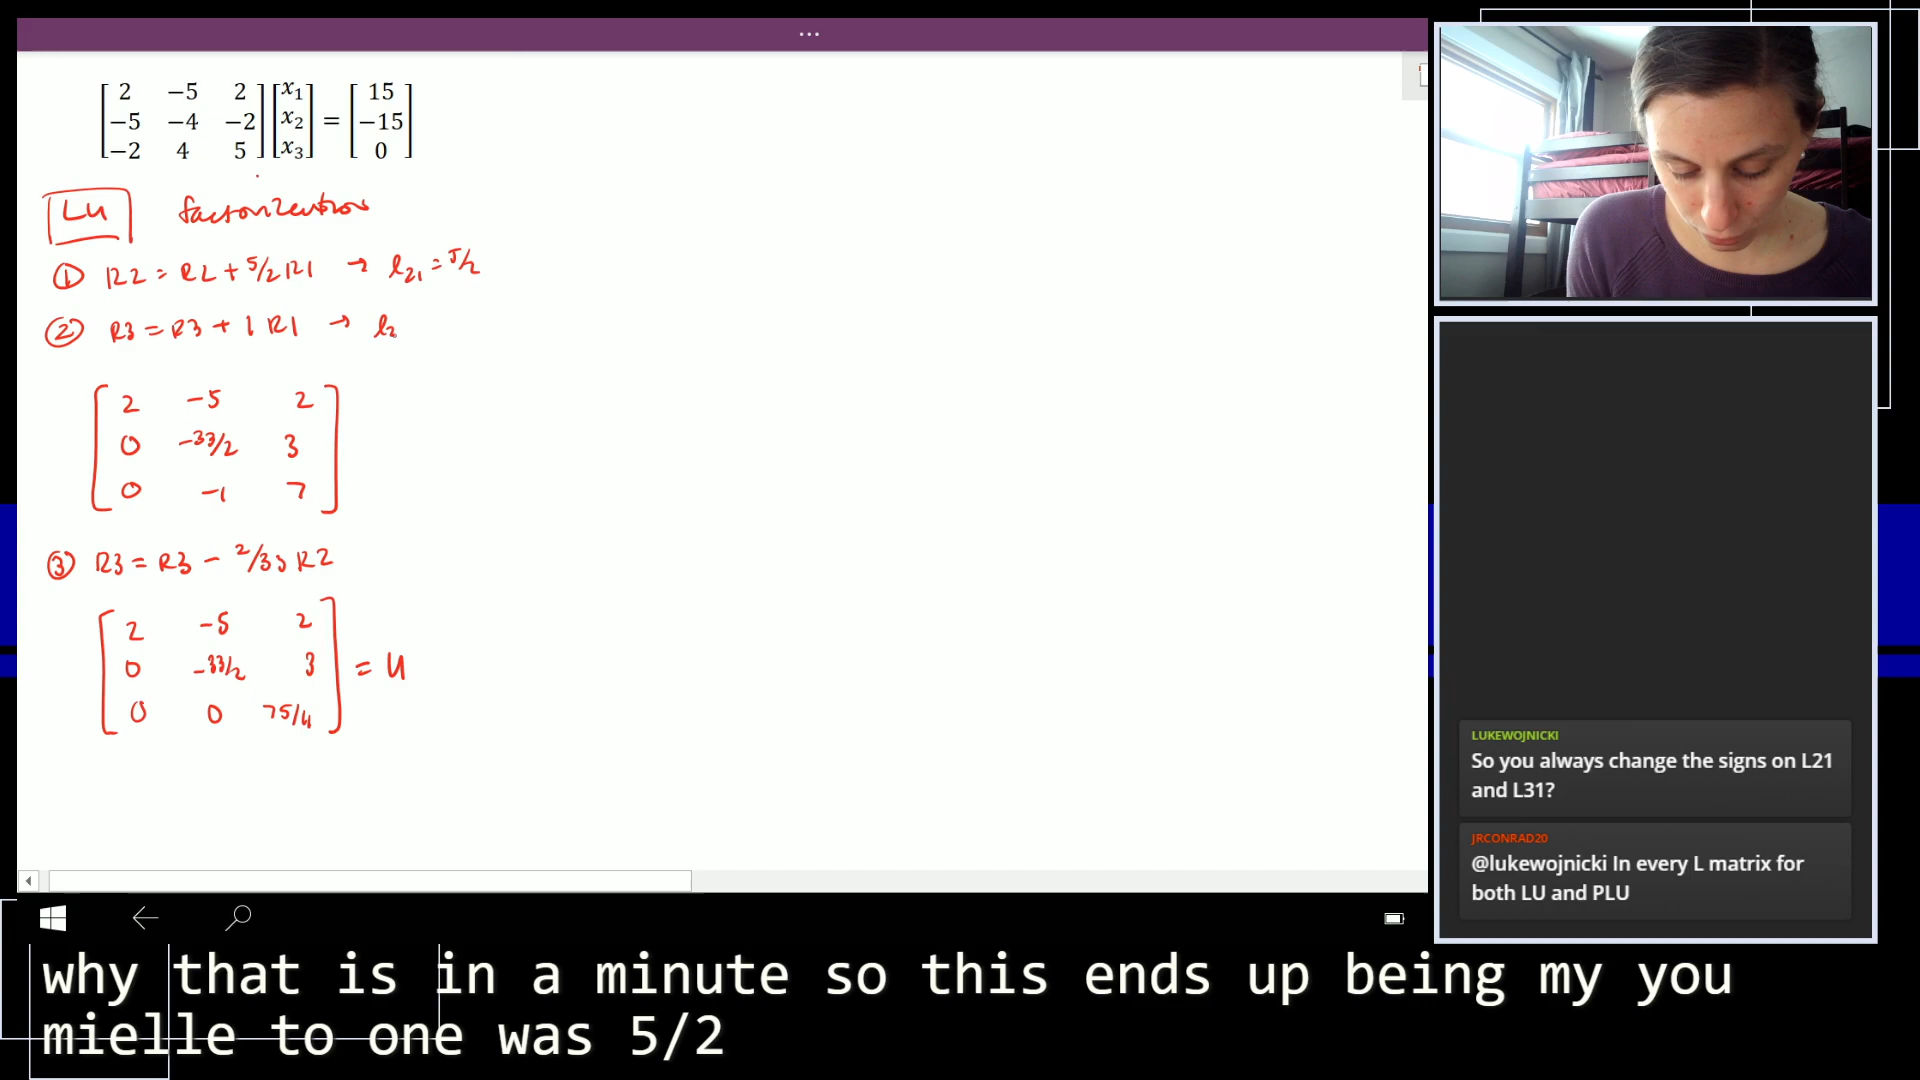 ...
[2 −5 2; −5 −4 −2; −2 4 5] [x₁; x₂; x₃] = [15; −15; 0]
LU factorization
① R2 = R2 + 5/2 R1 → l₂₁ = 5/2
② R3 = R3 + 1 R1 → l₂
2 -5 2
0 -33/2 3
0 -1 7
③ R3 = R3 - 2/33 R2
2 -5 2
0 -33/2 3 = U
0 0 75/11
LUKEWOJNICKI
So you always change the signs on L21
and L31?
JRCONRAD20
@lukewojnicki In every L matrix for
both LU and PLU
why that is in a minute so this ends up being my you
mielle to one was 5/2